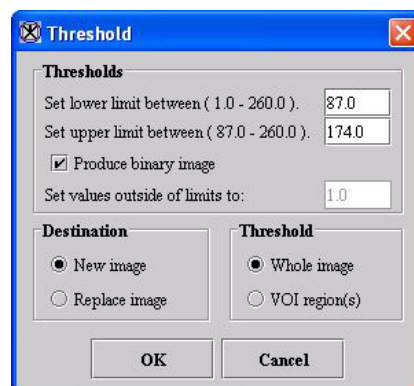 Threshold
Thresholds
Set lower limit between ( 1.0 - 260.0 ). 87.0
Set upper limit between ( 87.0 - 260.0 ). 174.0
Produce binary image
Set values outside of limits to: 1.0
Destination
New image
Replace image
Threshold
Whole image
VOI region(s)
OK Cancel